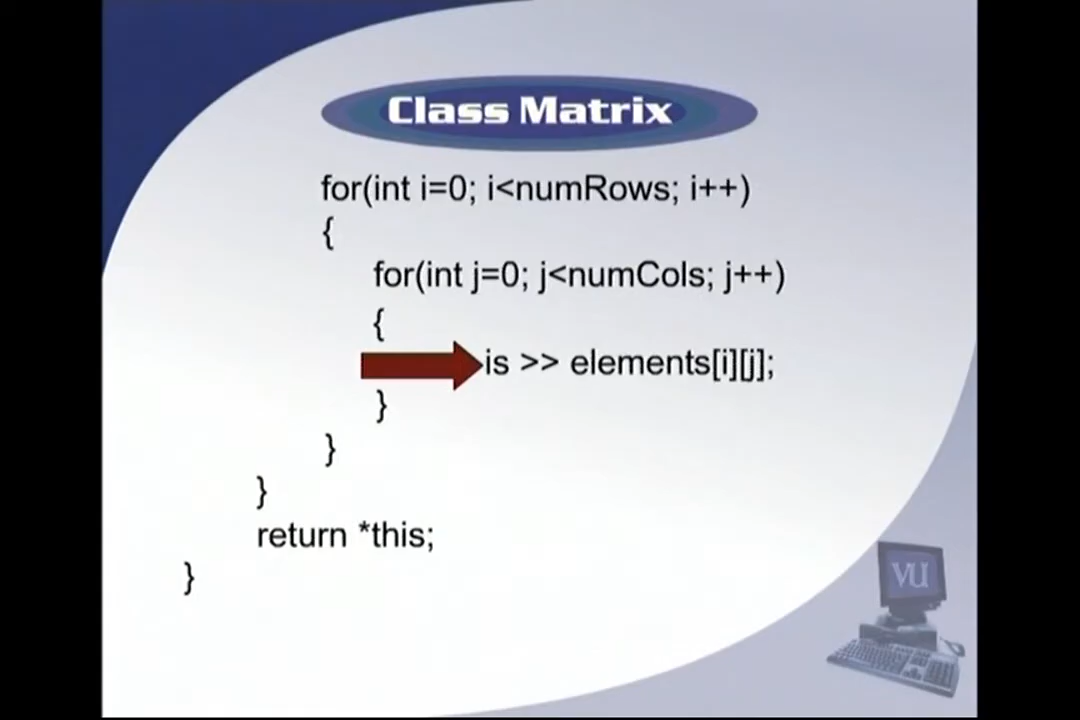 Class Matrix
for(int i=0; i<numRows; i++)
{
for(int j=0; j<numCols; j++)
{
is >> elements[i][j];
}
}
}
return *this;
}
VU